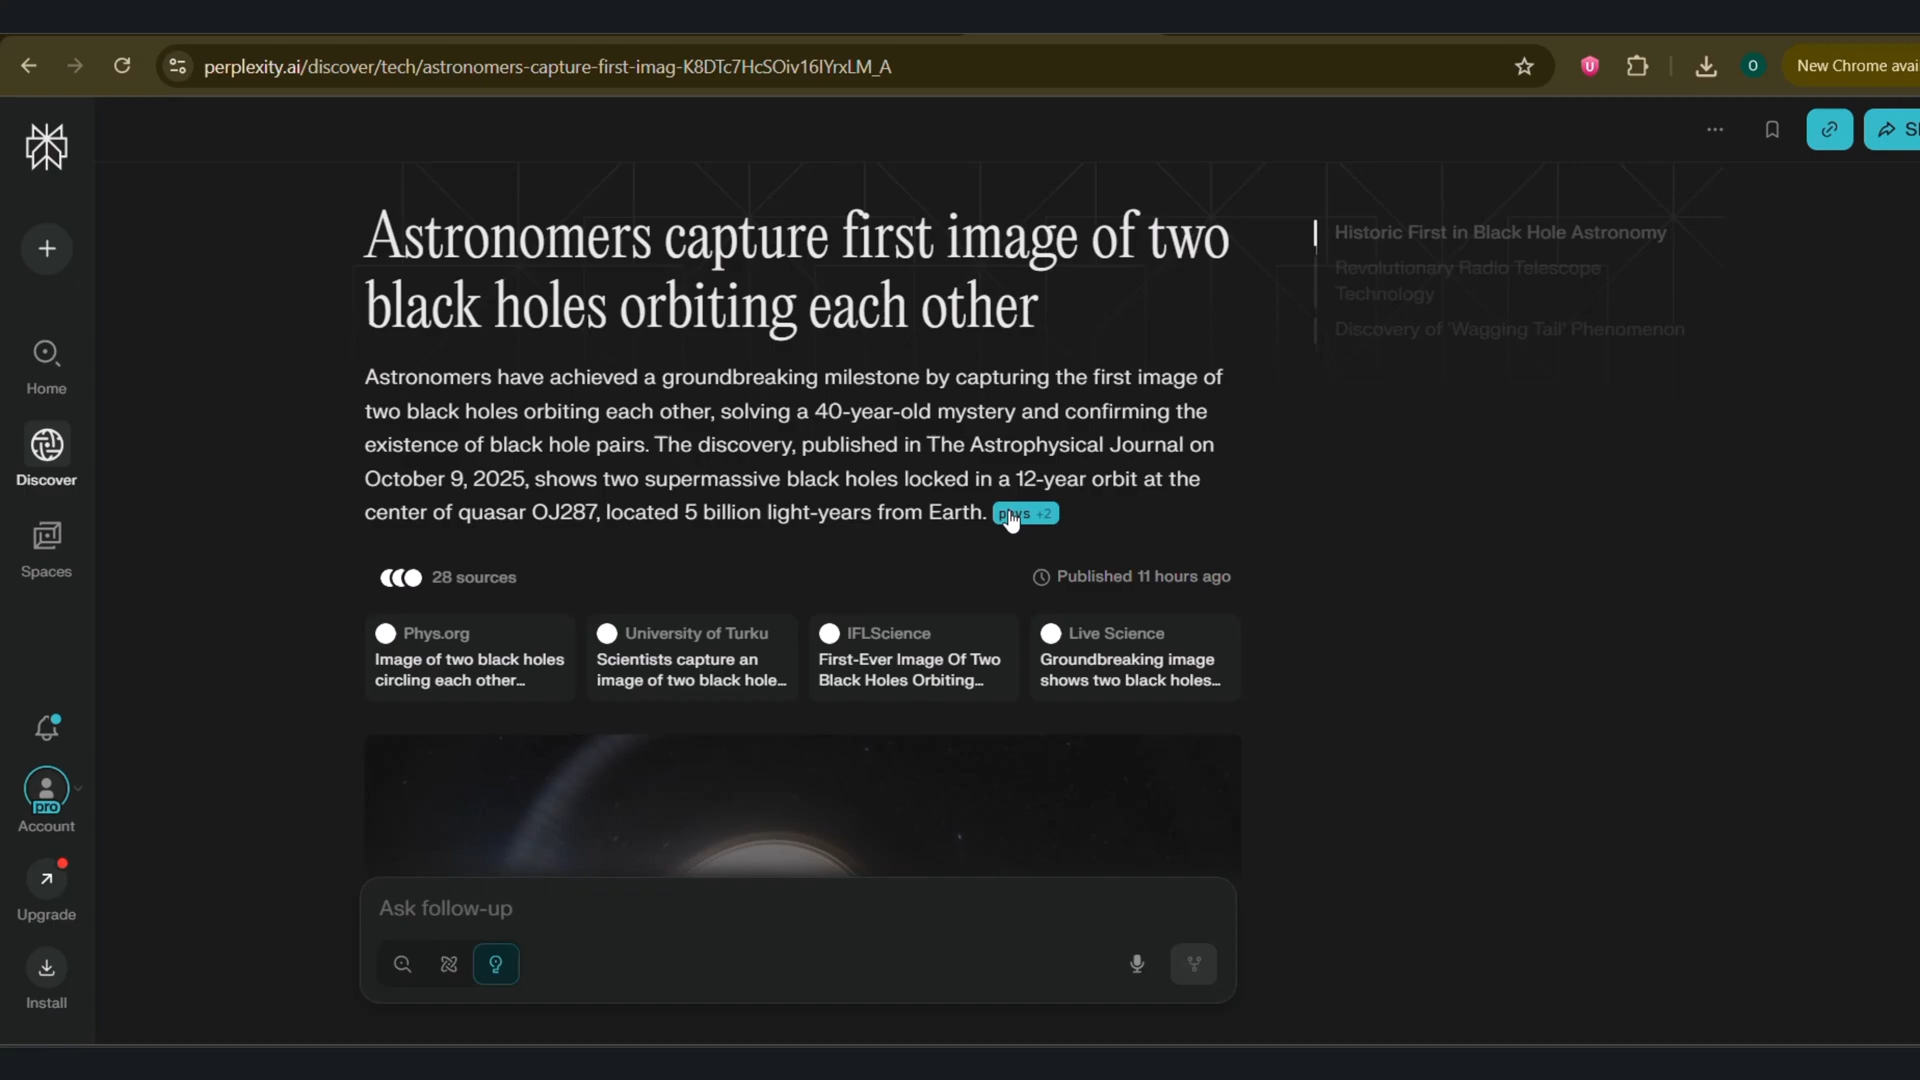 perplexity.ai/discover/tech/astronomers-capture-first-imag-K8DTc7HcSOiv16IYrxLM_A
O
New Chrome avai
Home
Discover
Spaces
pro
Account
Upgrade
Install
Astronomers capture first image of two
black holes orbiting each other
Astronomers have achieved a groundbreaking milestone by capturing the first image of
two black holes orbiting each other, solving a 40-year-old mystery and confirming the
existence of black hole pairs. The discovery, published in The Astrophysical Journal on
October 9, 2025, shows two supermassive black holes locked in a 12-year orbit at the
center of quasar OJ287, located 5 billion light-years from Earth. phys +2
28 sources
Published 11 hours ago
Phys.org
Image of two black holes
circling each other...
University of Turku
Scientists capture an
image of two black hole...
IFLScience
First-Ever Image Of Two
Black Holes Orbiting...
Live Science
Groundbreaking image
shows two black holes...
Ask follow-up
Historic First in Black Hole Astronomy
Revolutionary Radio Telescope
Technology
Discovery of 'Wagging Tail' Phenomenon